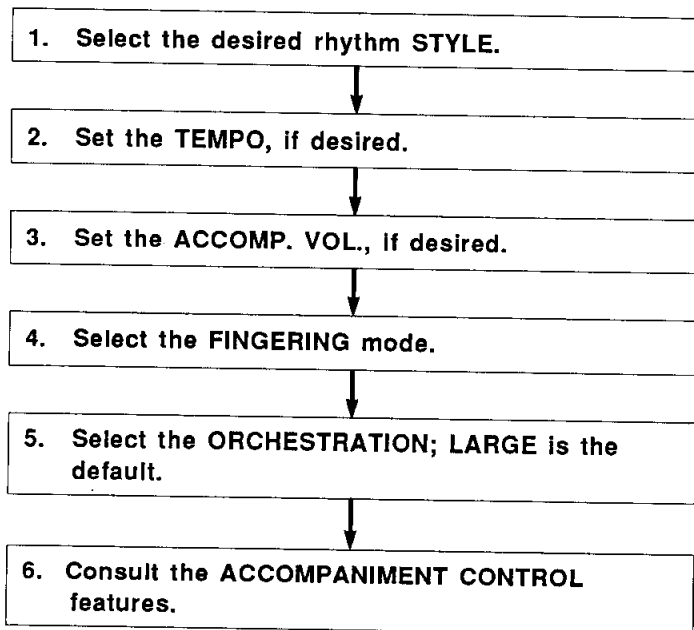 1. Select the desired rhythm STYLE.
2. Set the TEMPO, if desired.
3. Set the ACCOMP. VOL., if desired.
4. Select the FINGERING mode.
5. Select the ORCHESTRATION; LARGE is the
default.
6. Consult the ACCOMPANIMENT CONTROL
features.